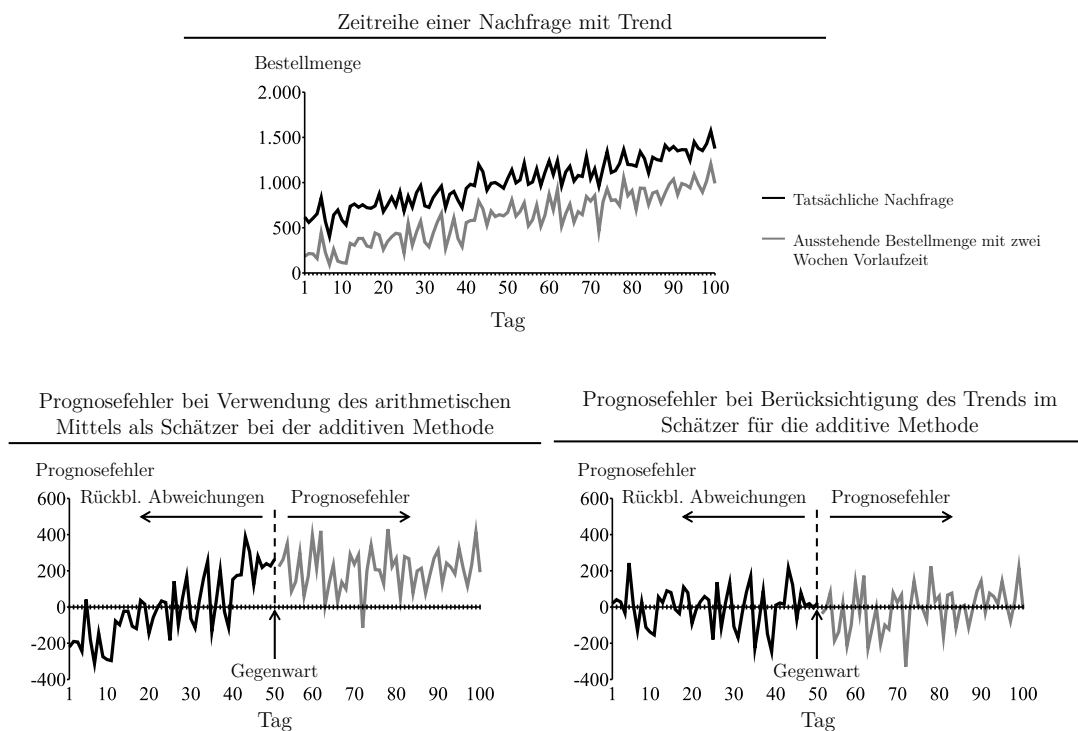 Zeitreihe einer Nachfrage mit Trend
Bestellmenge
2.000
1.500
1.000
500
0
1 10 20 30 40 50 60 70 80 90 100
Tag
Tatsächliche Nachfrage
Ausstehende Bestellmenge mit zwei
Wochen Vorlaufzeit
Prognosefehler bei Verwendung des arithmetischen
Mittels als Schätzer bei der additiven Methode
Prognosefehler
600
Rückbl. Abweichungen Prognosefehler
400
200
0
-200
-400
Gegenwart
1 10 20 30 40 50 60 70 80 90 100
Tag
Prognosefehler bei Berücksichtigung des Trends im
Schätzer für die additive Methode
Prognosefehler
600
Rückbl. Abweichungen Prognosefehler
400
200
0
-200
-400
Gegenwart
1 10 20 30 40 50 60 70 80 90 100
Tag